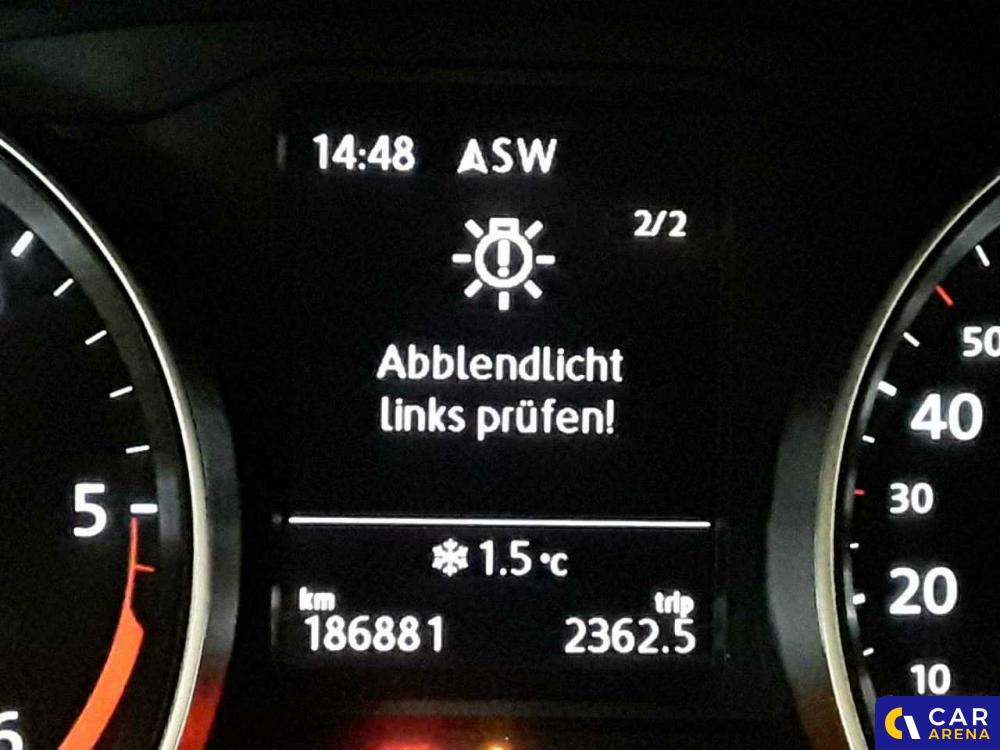 14:48 ASW
2/2
Abblendlicht
links prüfen!
1.5 °C
km trip
186881 2362.5
5
6
50
40
30
20
10
CAR
ARENA